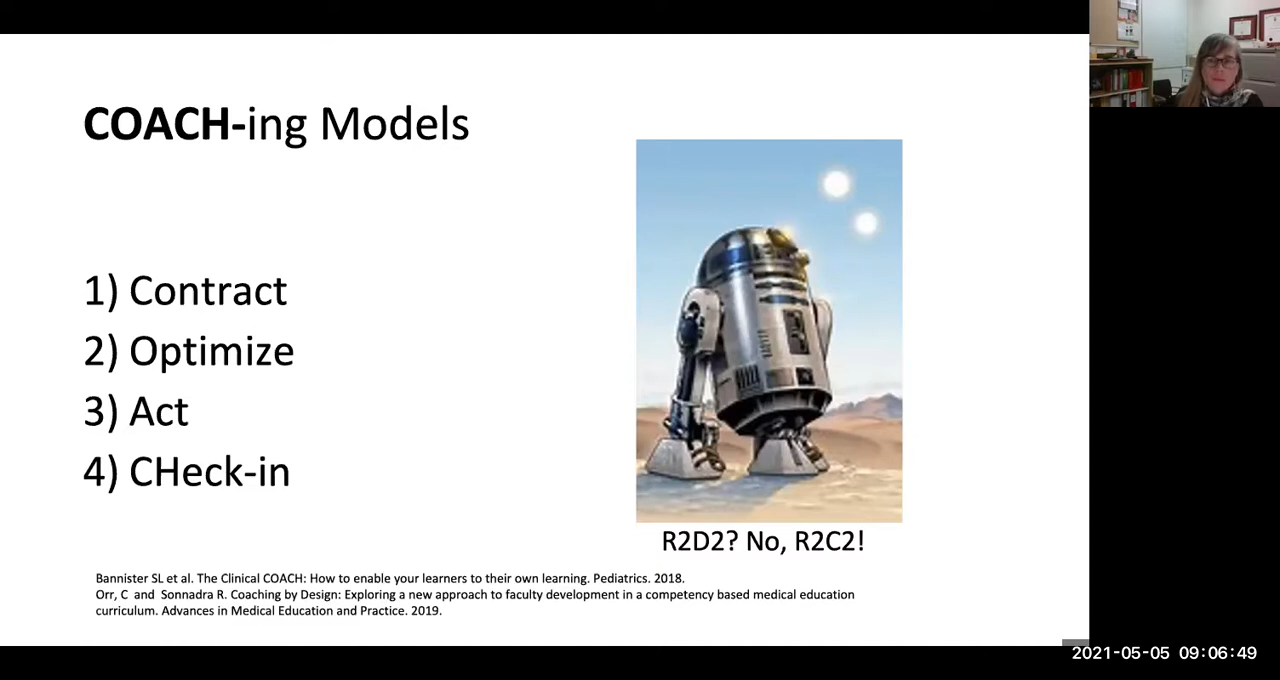 COACH-ing Models
1) Contract
2) Optimize
3) Act
4) CHeck-in
R2D2? No, R2C2!
Bannister SL et al. The Clinical COACH: How to enable your learners to their own learning. Pediatrics. 2018.
Orr, C and Sonnadra R. Coaching by Design: Exploring a new approach to faculty development in a competency based medical education
curriculum. Advances in Medical Education and Practice. 2019.
2021-05-05 09:06:49